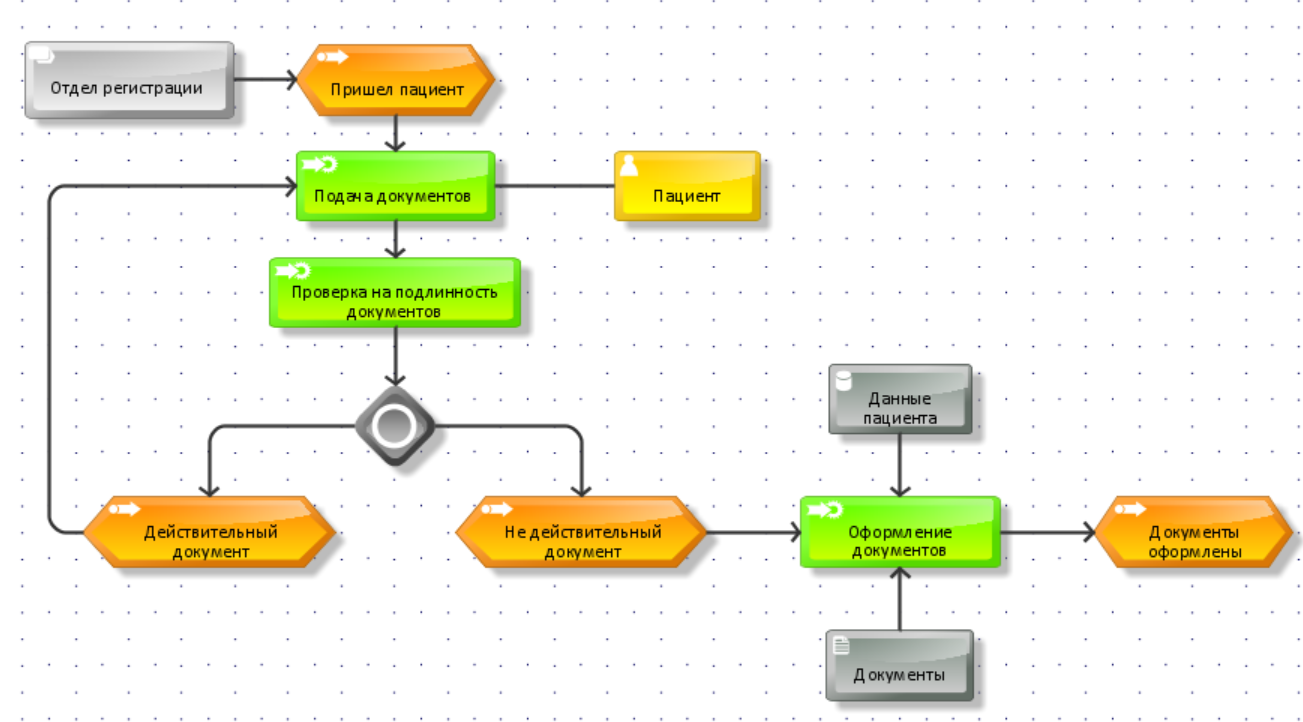 Отдел регистрации
Пришел пациент
Подача документов
Пациент
Проверка на подлинность
документов
Данные
пациента
Действительный
документ
Не действительный
документ
Оформление
документов
Документы
оформлены
Документы